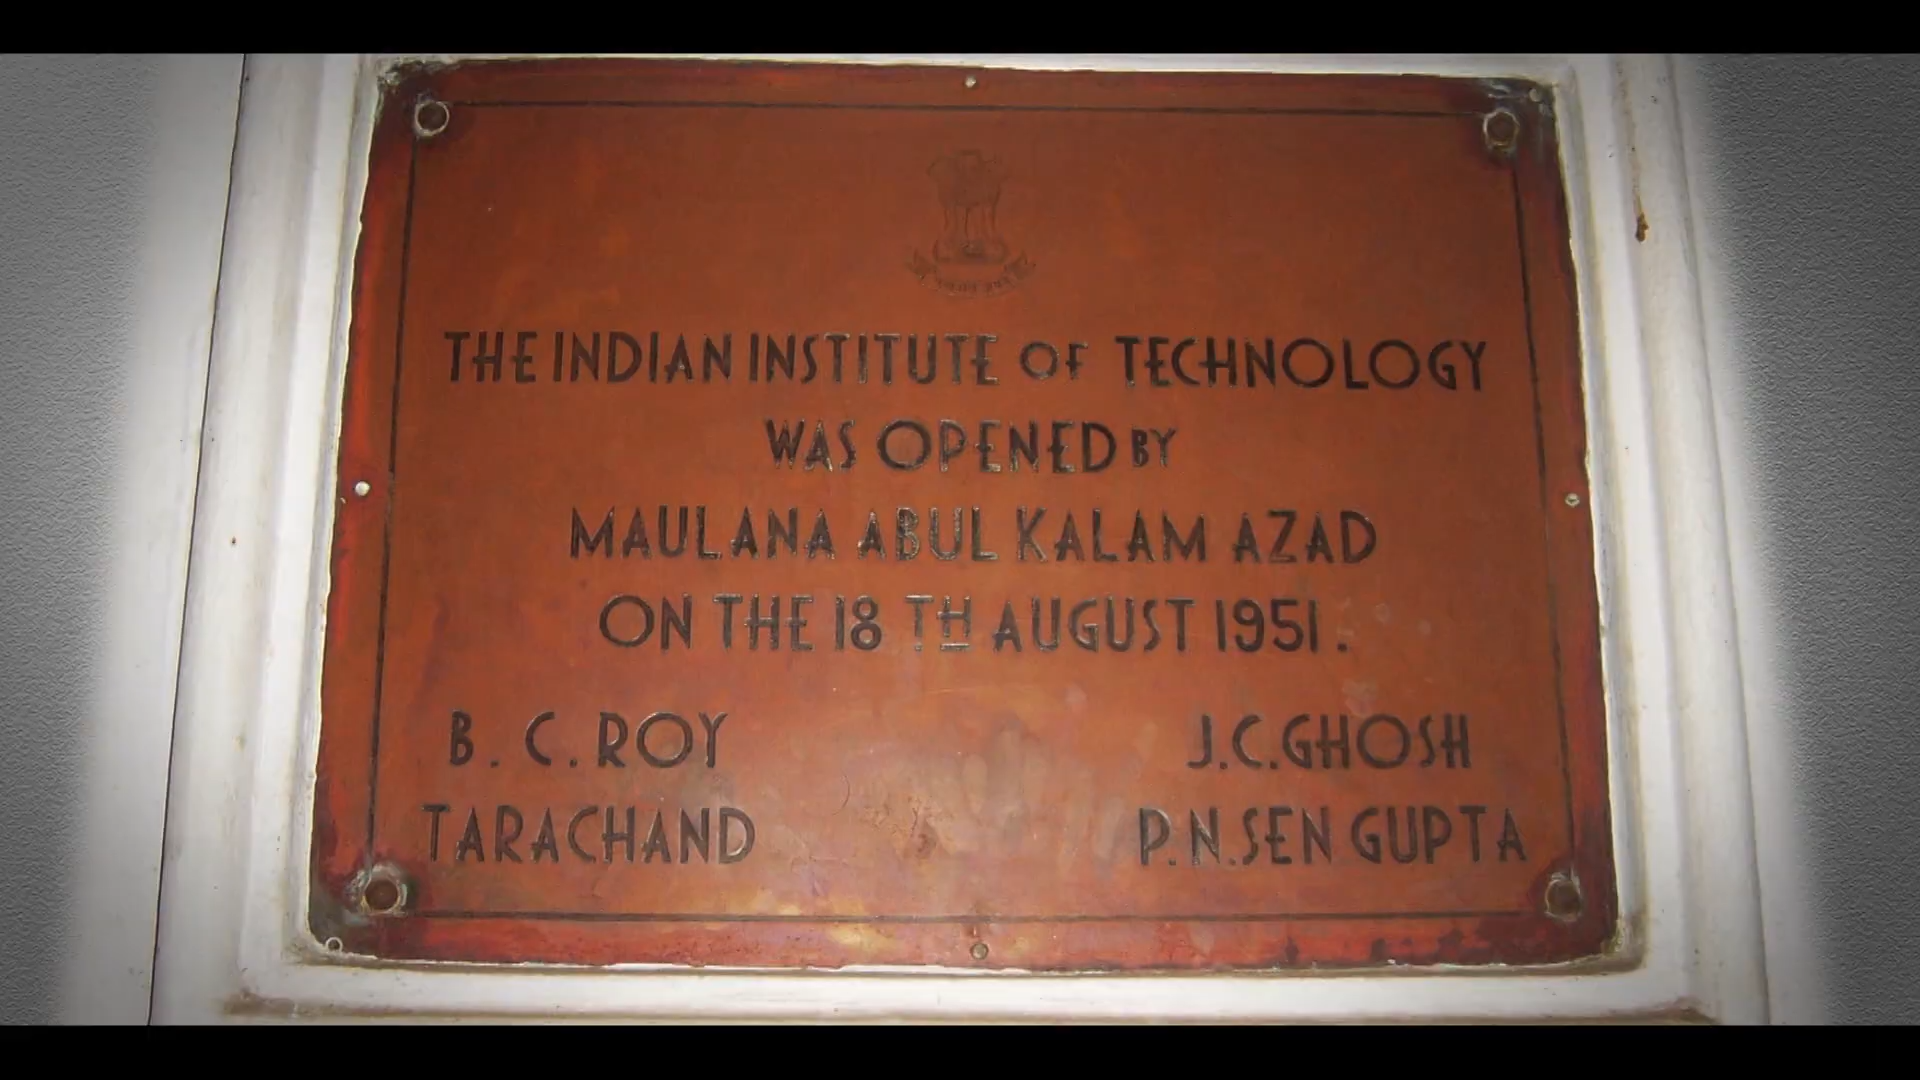 THE INDIAN INSTITUTE OF TECHNOLOGY
WAS OPENED BY
MAULANA ABUL KALAM AZAD
ON THE 18 TH AUGUST 1951.
B. C. ROY
J.C.GHOSH
TARACHAND
P.N.SEN GUPTA